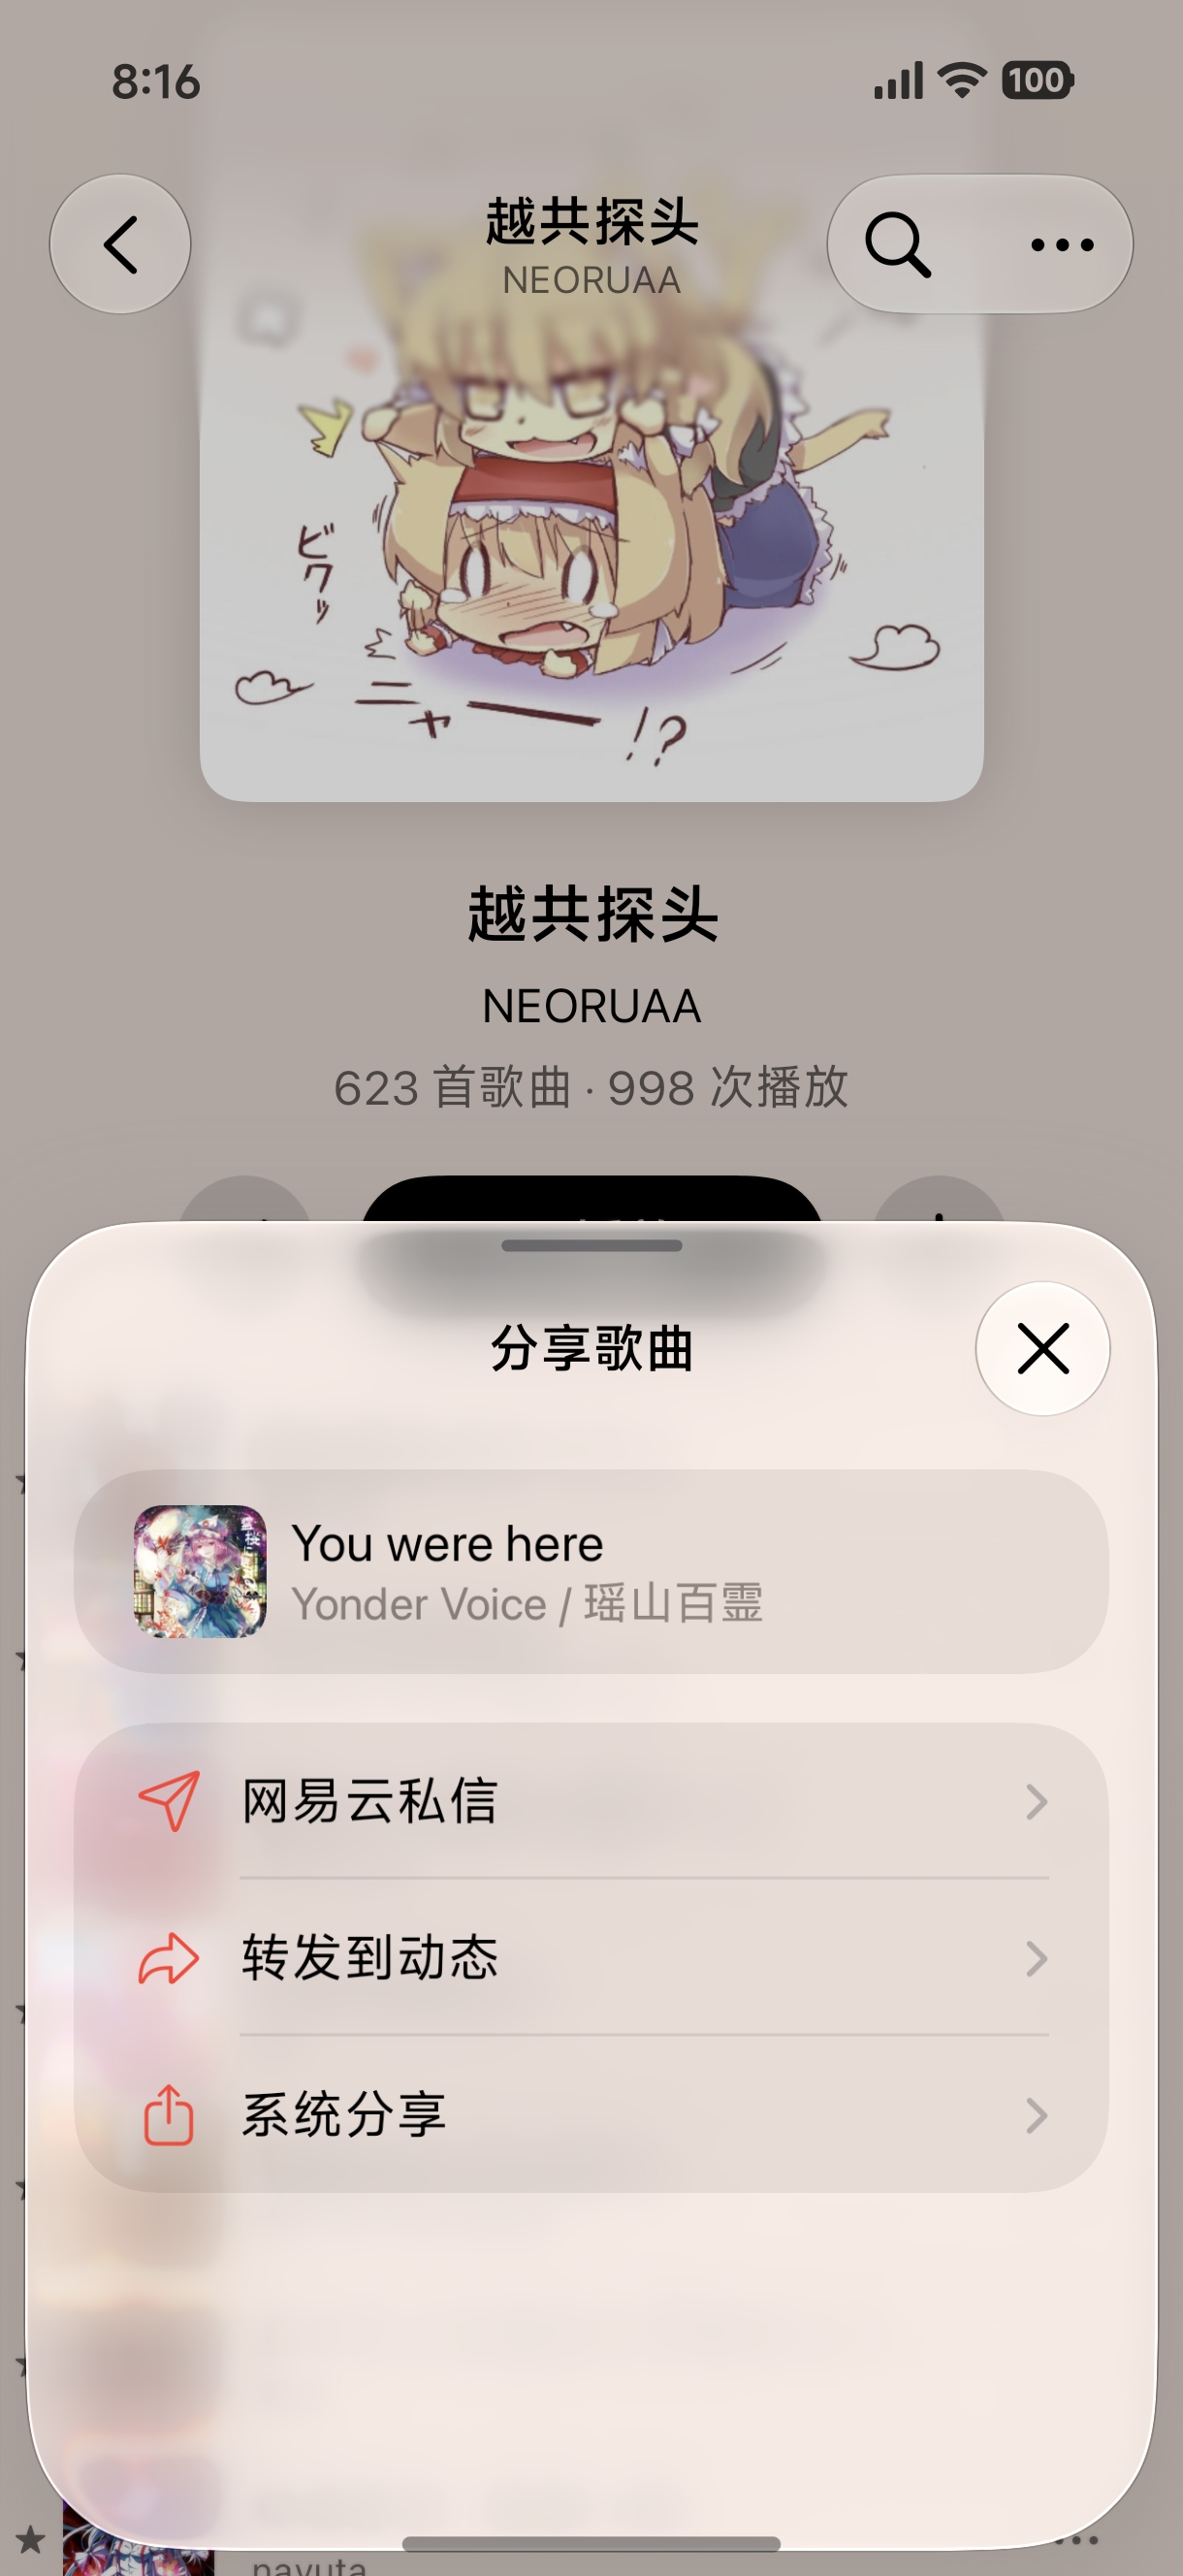 8:16
100
越共探头
NEORUAA
ビクッ
ニャー!?
越共探头
NEORUAA
623 首歌曲 · 998 次播放
分享歌曲
You were here
Yonder Voice / 瑶山百霊
网易云私信
转发到动态
系统分享
nayuta